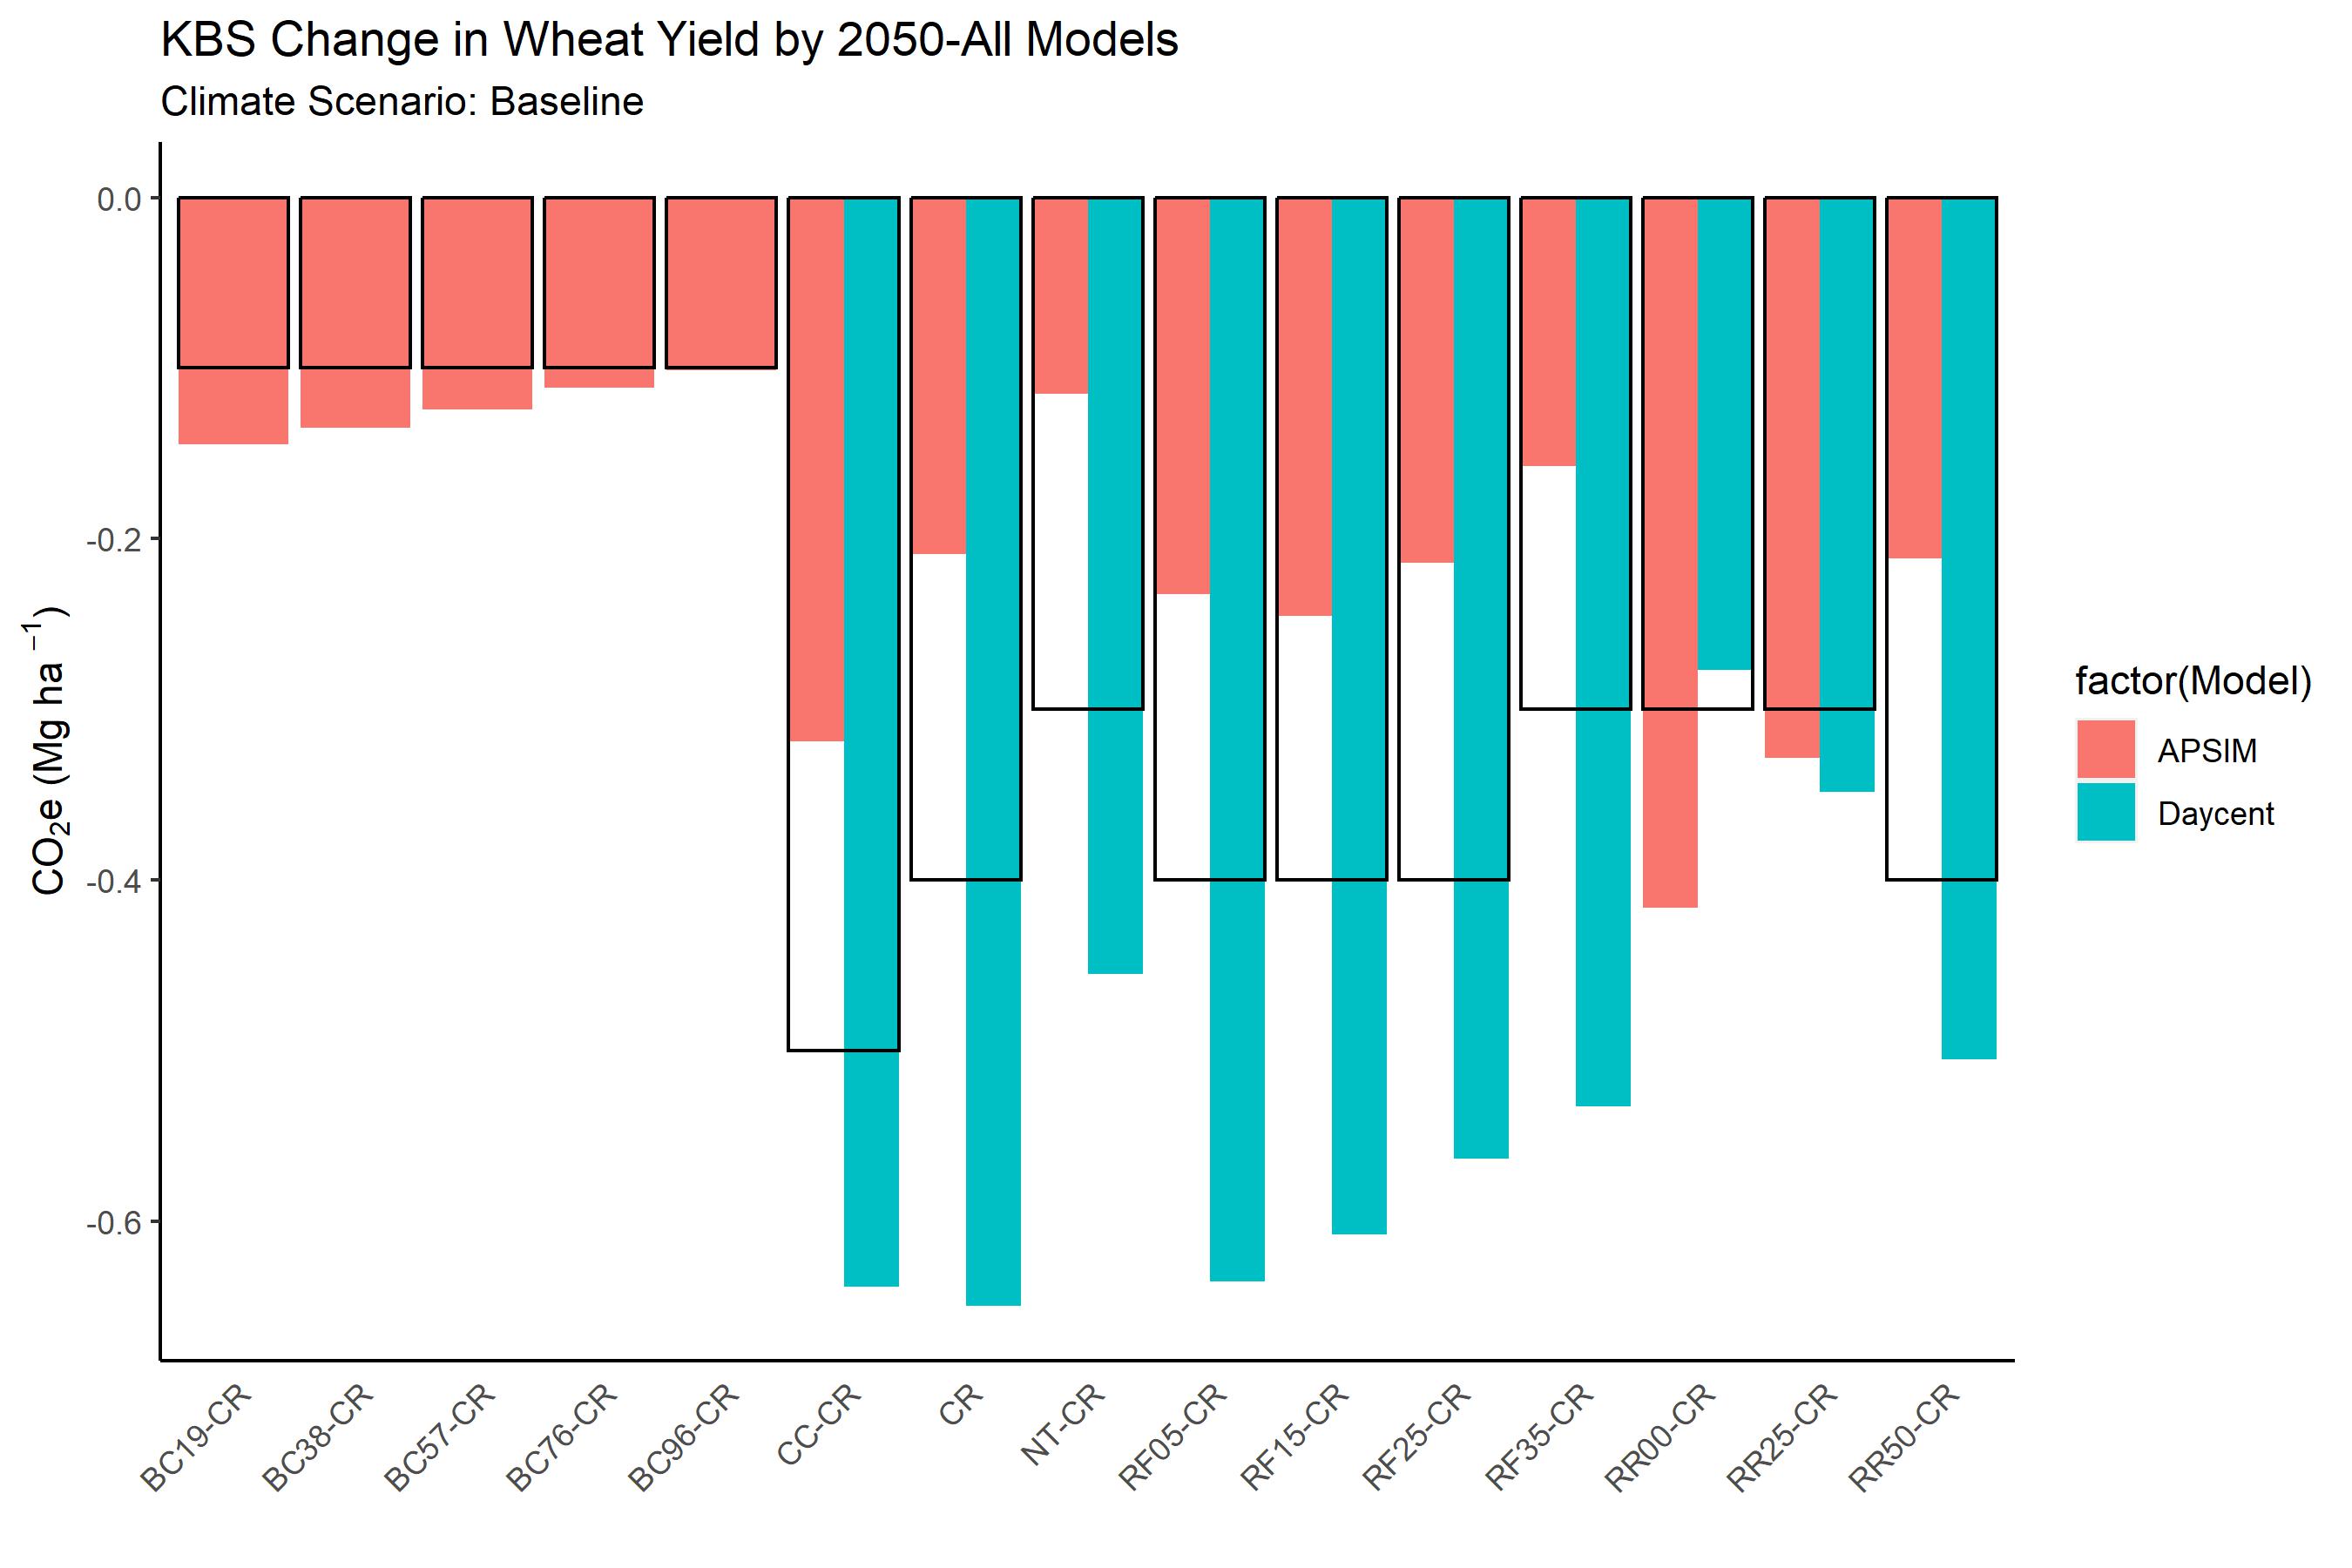 KBS Change in Wheat Yield by 2050-All Models
Climate Scenario: Baseline
CO₂e (Mg ha ⁻¹)
0.0
-0.2
-0.4
-0.6
BC19-CR
BC38-CR
BC57-CR
BC76-CR
BC96-CR
CC-CR
CR
NT-CR
RF05-CR
RF15-CR
RF25-CR
RF35-CR
RR00-CR
RR25-CR
RR50-CR
factor(Model)
APSIM
Daycent